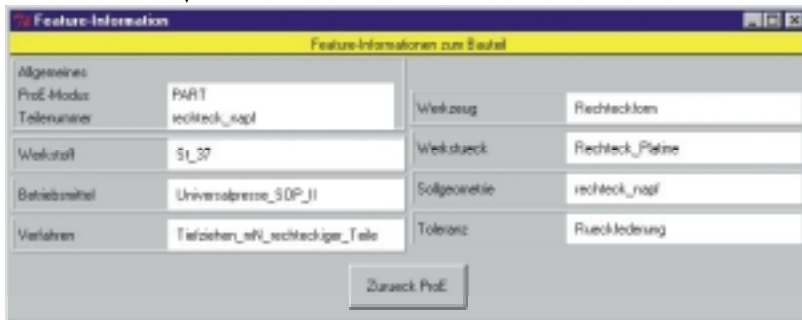 Feature-Information
Feature-Informationen zum Bauteil
Allgemeines
ProE-Modus PART
Teilenummer rechteck_napf
Werkstoff St_37
Betriebsmittel Universalpresse_SOP_II
Verfahren Tiefziehen_mN_rechteckiger_Teile
Werkzeug Rechteckform
Werkstueck Rechteck_Platine
Sollgeometrie rechteck_napf
Toleranz Rueckfederung
Zurueck ProE